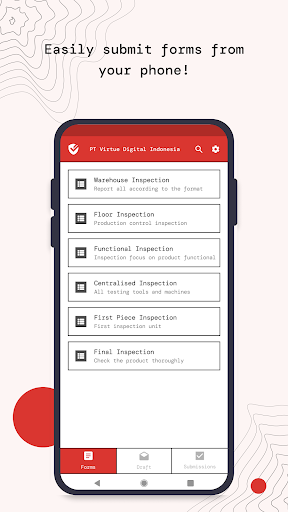 Easily submit forms from
your phone!
PT Virtue Digital Indonesia
Warehouse Inspection
Report all according to the format
Floor Inspection
Production control inspection
Functional Inspection
Inspection focus on product functional
Centralised Inspection
All testing tools and machines
First Piece Inspection
First inspection unit
Final Inspection
Check the product thoroughly
Forms
Draft
Submissions